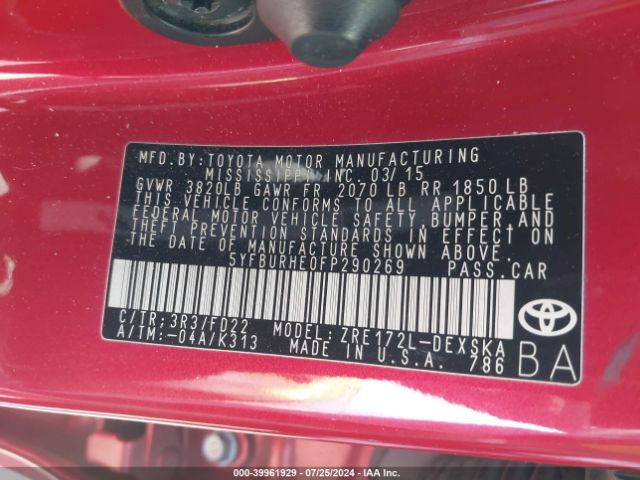 MFD.BY:TOYOTA MOTOR MANUFACTURING
MISSISSIPPI, INC. 03/15
GVWR 3820LB GAWR FR 2070 LB RR 1850 LB
THIS VEHICLE CONFORMS TO ALL APPLICABLE
FEDERAL MOTOR VEHICLE SAFETY, BUMPER AND
THEFT PREVENTION STANDARDS IN EFFECT ON
THE DATE OF MANUFACTURE SHOWN ABOVE.
5YFBURHE0FP290269 PASS.CAR
C/TR:3R3/FD22 MODEL: ZRE172L-DEXSKA
A/TM:-04A/K313 MADE IN U.S.A. 786
BA
000-39961929 - 07/25/2024 - IAA Inc.